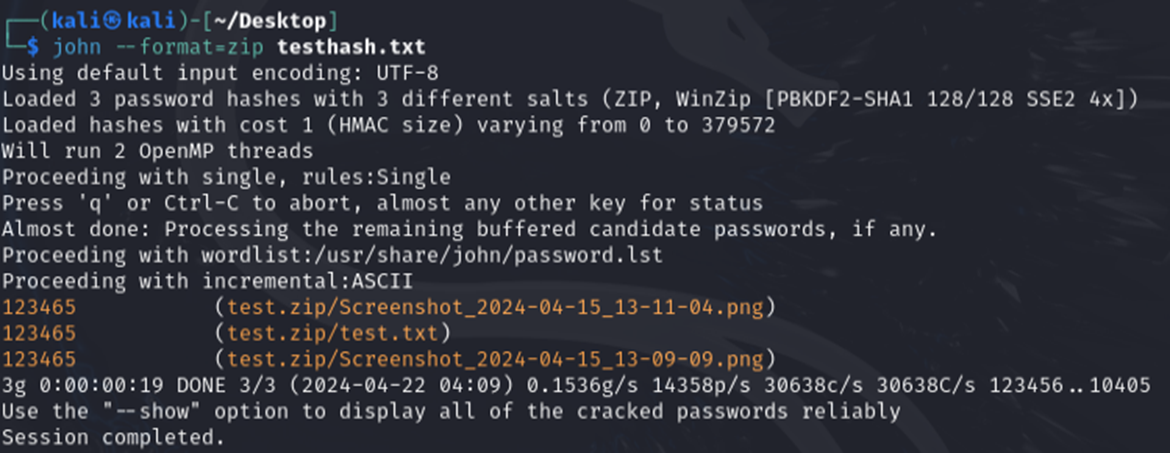 ┌──(kali㉿kali)-[~/Desktop]
└─$ john --format=zip testhash.txt
Using default input encoding: UTF-8
Loaded 3 password hashes with 3 different salts (ZIP, WinZip [PBKDF2-SHA1 128/128 SSE2 4x])
Loaded hashes with cost 1 (HMAC size) varying from 0 to 379572
Will run 2 OpenMP threads
Proceeding with single, rules:Single
Press 'q' or Ctrl-C to abort, almost any other key for status
Almost done: Processing the remaining buffered candidate passwords, if any.
Proceeding with wordlist:/usr/share/john/password.lst
Proceeding with incremental:ASCII
123465 (test.zip/Screenshot_2024-04-15_13-11-04.png)
123465 (test.zip/test.txt)
123465 (test.zip/Screenshot_2024-04-15_13-09-09.png)
3g 0:00:00:19 DONE 3/3 (2024-04-22 04:09) 0.1536g/s 14358p/s 30638c/s 30638C/s 123456..10405
Use the "--show" option to display all of the cracked passwords reliably
Session completed.